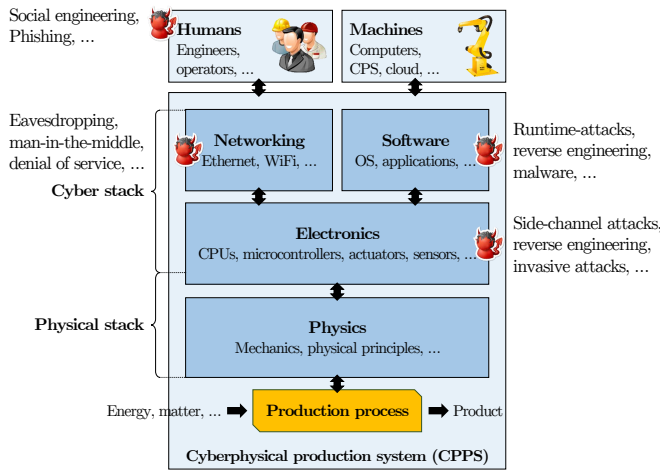 Social engineering,
Phishing, ...
Humans
Engineers,
operators, ...
Machines
Computers,
CPS, cloud, ...
Eavesdropping,
man-in-the-middle,
denial of service, ...
Networking
Ethernet, WiFi, ...
Software
OS, applications, ...
Runtime-attacks,
reverse engineering,
malware, ...
Cyber stack
Electronics
CPUs, microcontrollers, actuators, sensors, ...
Side-channel attacks,
reverse engineering,
invasive attacks, ...
Physical stack
Physics
Mechanics, physical principles, ...
Energy, matter, ...
Production process
Product
Cyberphysical production system (CPPS)